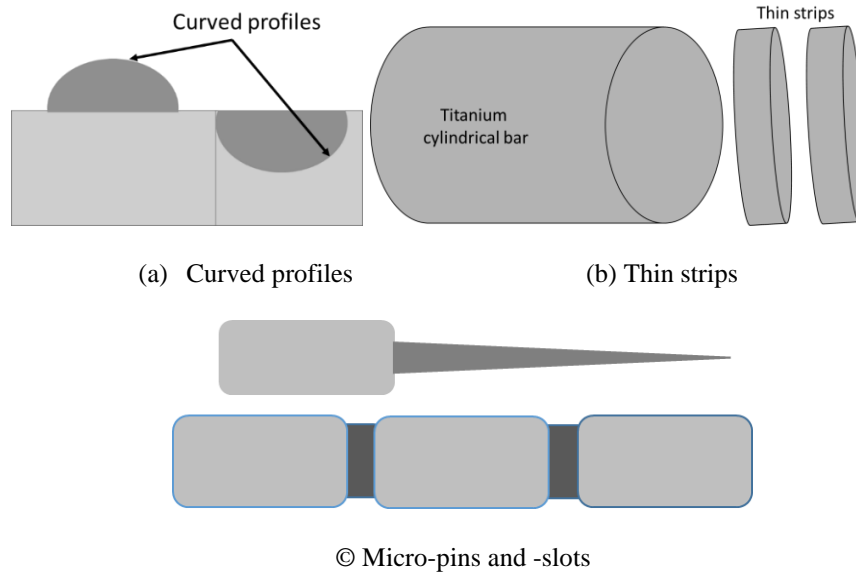 Curved profiles
Thin strips
Titanium
cylindrical bar
(a) Curved profiles
(b) Thin strips
© Micro-pins and -slots